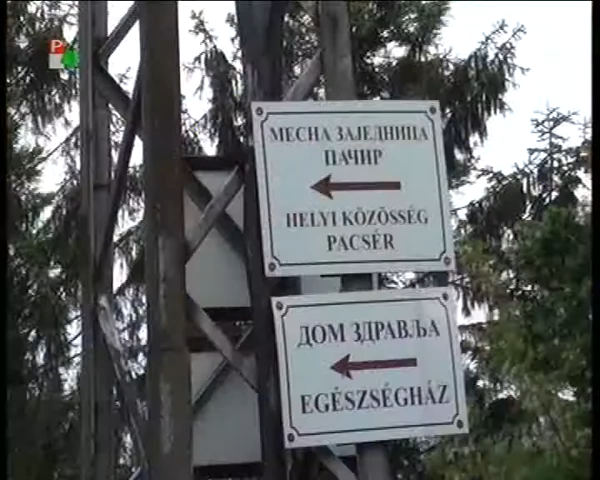 P
МЕСНА ЗАЈЕДНИЦА
ПАЧИР
HELYI KÖZÖSSÉG
PACSÉR
ДОМ ЗДРАВЉА
EGÉSZSÉGHÁZ